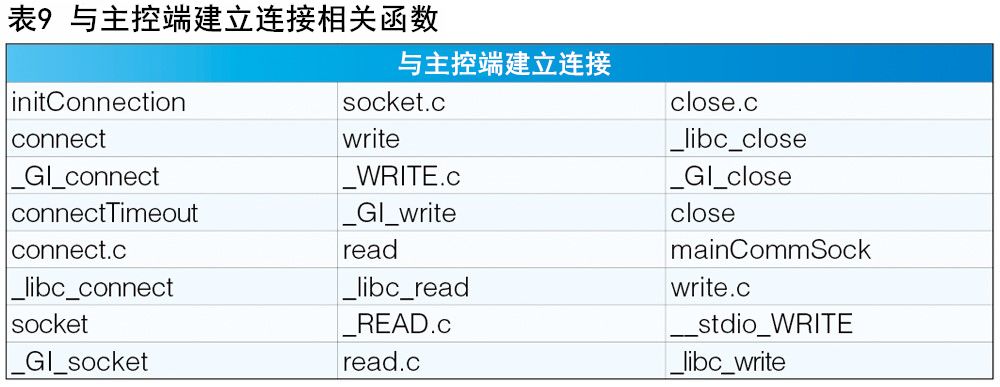 表9 与主控端建立连接相关函数
与主控端建立连接
initConnection socket.c close.c
connect write _libc_close
_GI_connect _WRITE.c _GI_close
connectTimeout _GI_write close
connect.c read mainCommSock
_libc_connect _libc_read write.c
socket _READ.c __stdio_WRITE
_GI_socket read.c _libc_write